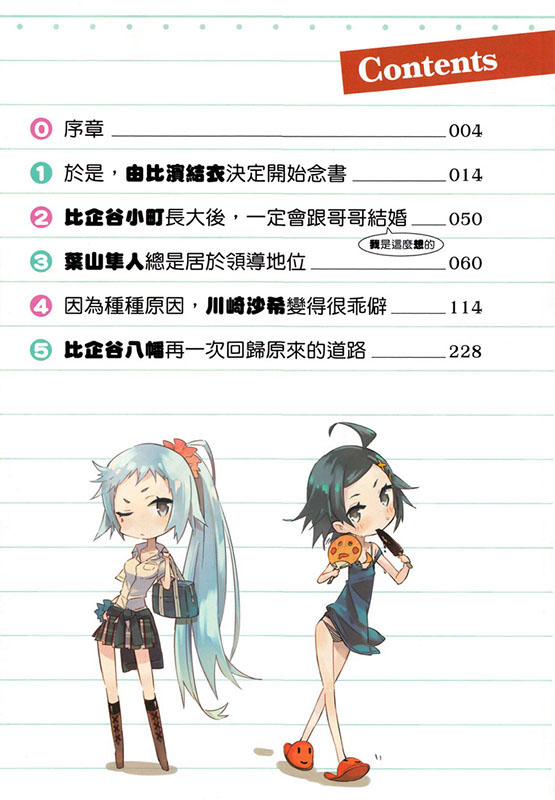 Contents
0 序章 004
1 於是，由比濱結衣決定開始念書 014
2 比企谷小町長大後，一定會跟哥哥結婚 050
我是這麼想的
3 葉山隼人總是居於領導地位 060
4 因為種種原因，川崎沙希變得很乖僻 114
5 比企谷八幡再一次回歸原來的道路 228